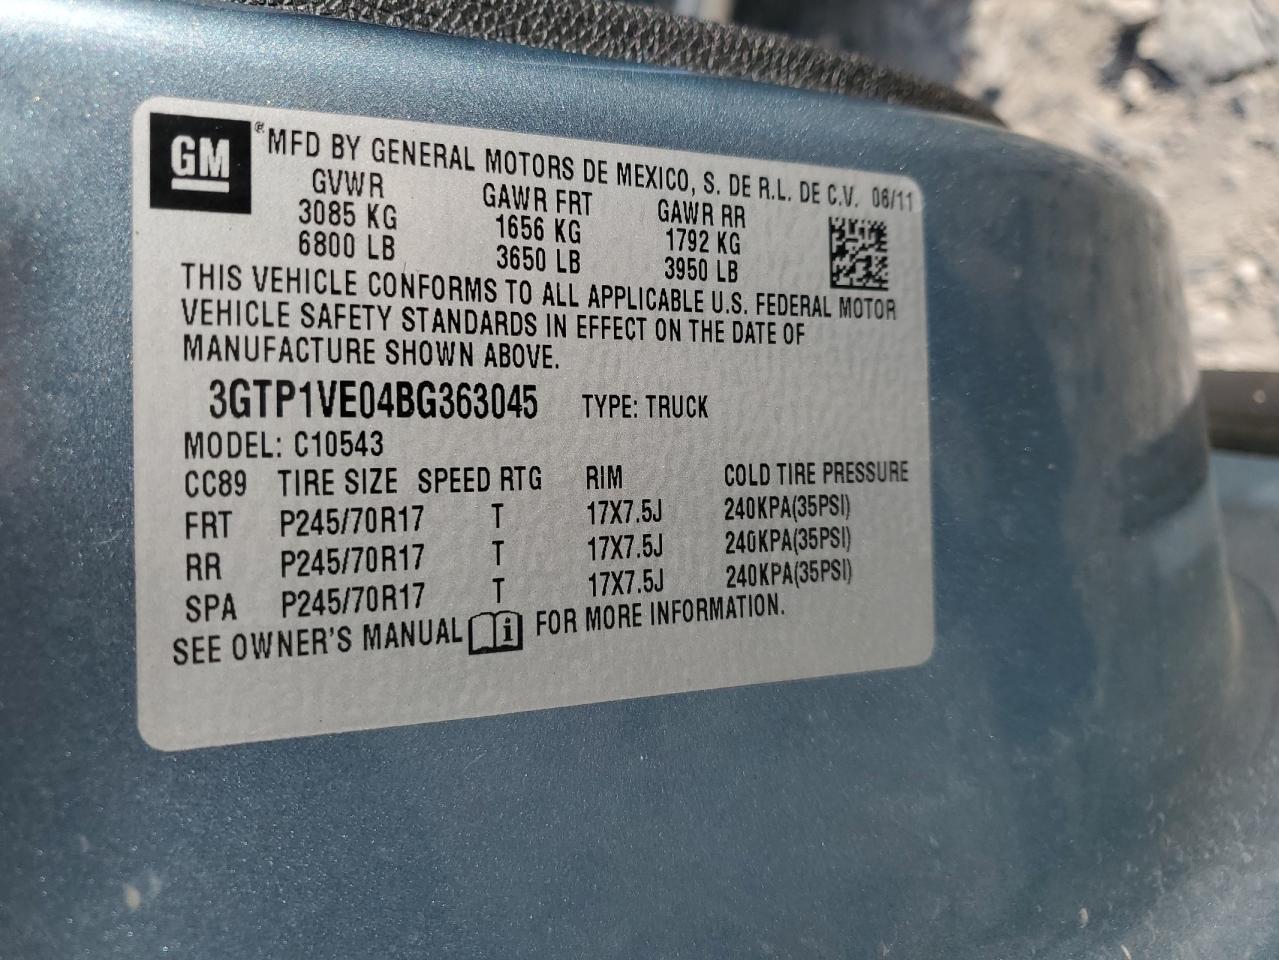 GM ® MFD BY GENERAL MOTORS DE MEXICO, S. DE R.L. DE C.V. 06/11
GVWR GAWR FRT GAWR RR
3085 KG 1656 KG 1792 KG
6800 LB 3650 LB 3950 LB
THIS VEHICLE CONFORMS TO ALL APPLICABLE U.S. FEDERAL MOTOR
VEHICLE SAFETY STANDARDS IN EFFECT ON THE DATE OF
MANUFACTURE SHOWN ABOVE.
3GTP1VE04BG363045 TYPE: TRUCK
MODEL: C10543
CC89 TIRE SIZE SPEED RTG RIM COLD TIRE PRESSURE
FRT P245/70R17 T 17X7.5J 240KPA(35PSI)
RR P245/70R17 T 17X7.5J 240KPA(35PSI)
SPA P245/70R17 T 17X7.5J 240KPA(35PSI)
SEE OWNER'S MANUAL i FOR MORE INFORMATION.